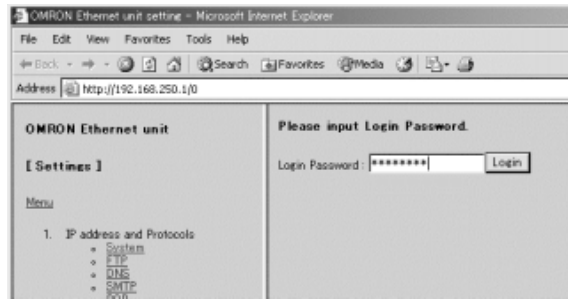 OMRON Ethernet unit setting - Microsoft Internet Explorer
File Edit View Favorites Tools Help
Back Search Favorites Media
Address http://192.168.250.1/0
OMRON Ethernet unit
[ Settings ]
Menu
1. IP address and Protocols
System
FTP
DNS
SMTP
POP
Please input Login Password.
Login Password : ******** Login